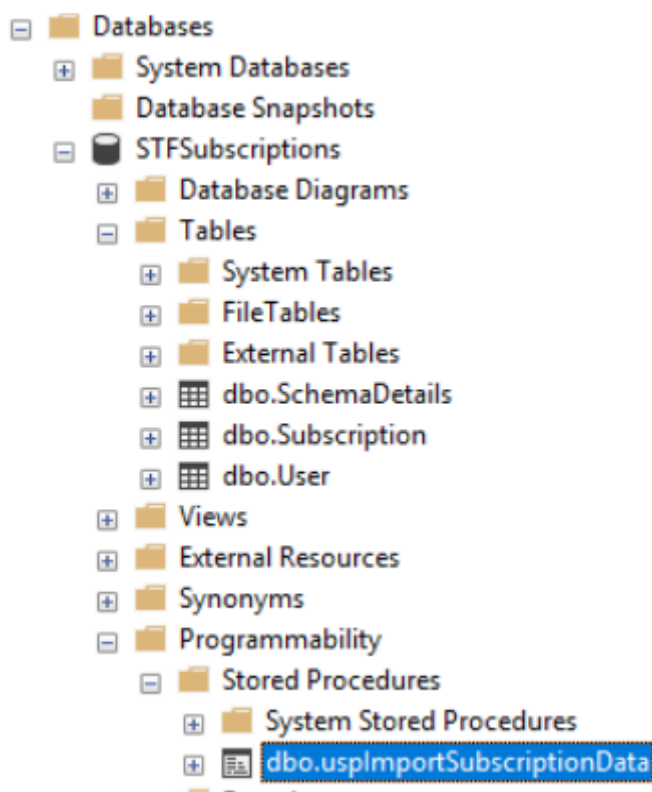 Databases
System Databases
Database Snapshots
STFSubscriptions
Database Diagrams
Tables
System Tables
FileTables
External Tables
dbo.SchemaDetails
dbo.Subscription
dbo.User
Views
External Resources
Synonyms
Programmability
Stored Procedures
System Stored Procedures
dbo.uspImportSubscriptionData